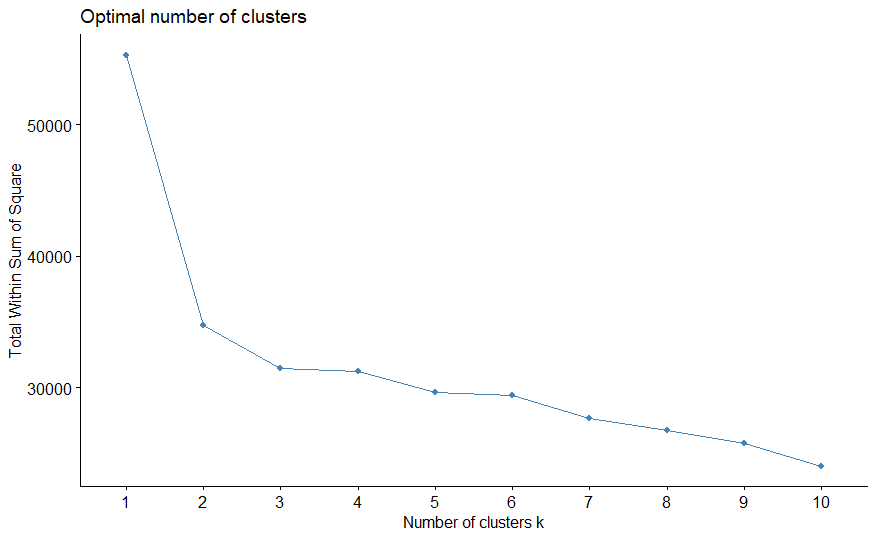 Optimal number of clusters
Total Within Sum of Square
50000
40000
30000
1 2 3 4 5 6 7 8 9 10
Number of clusters k